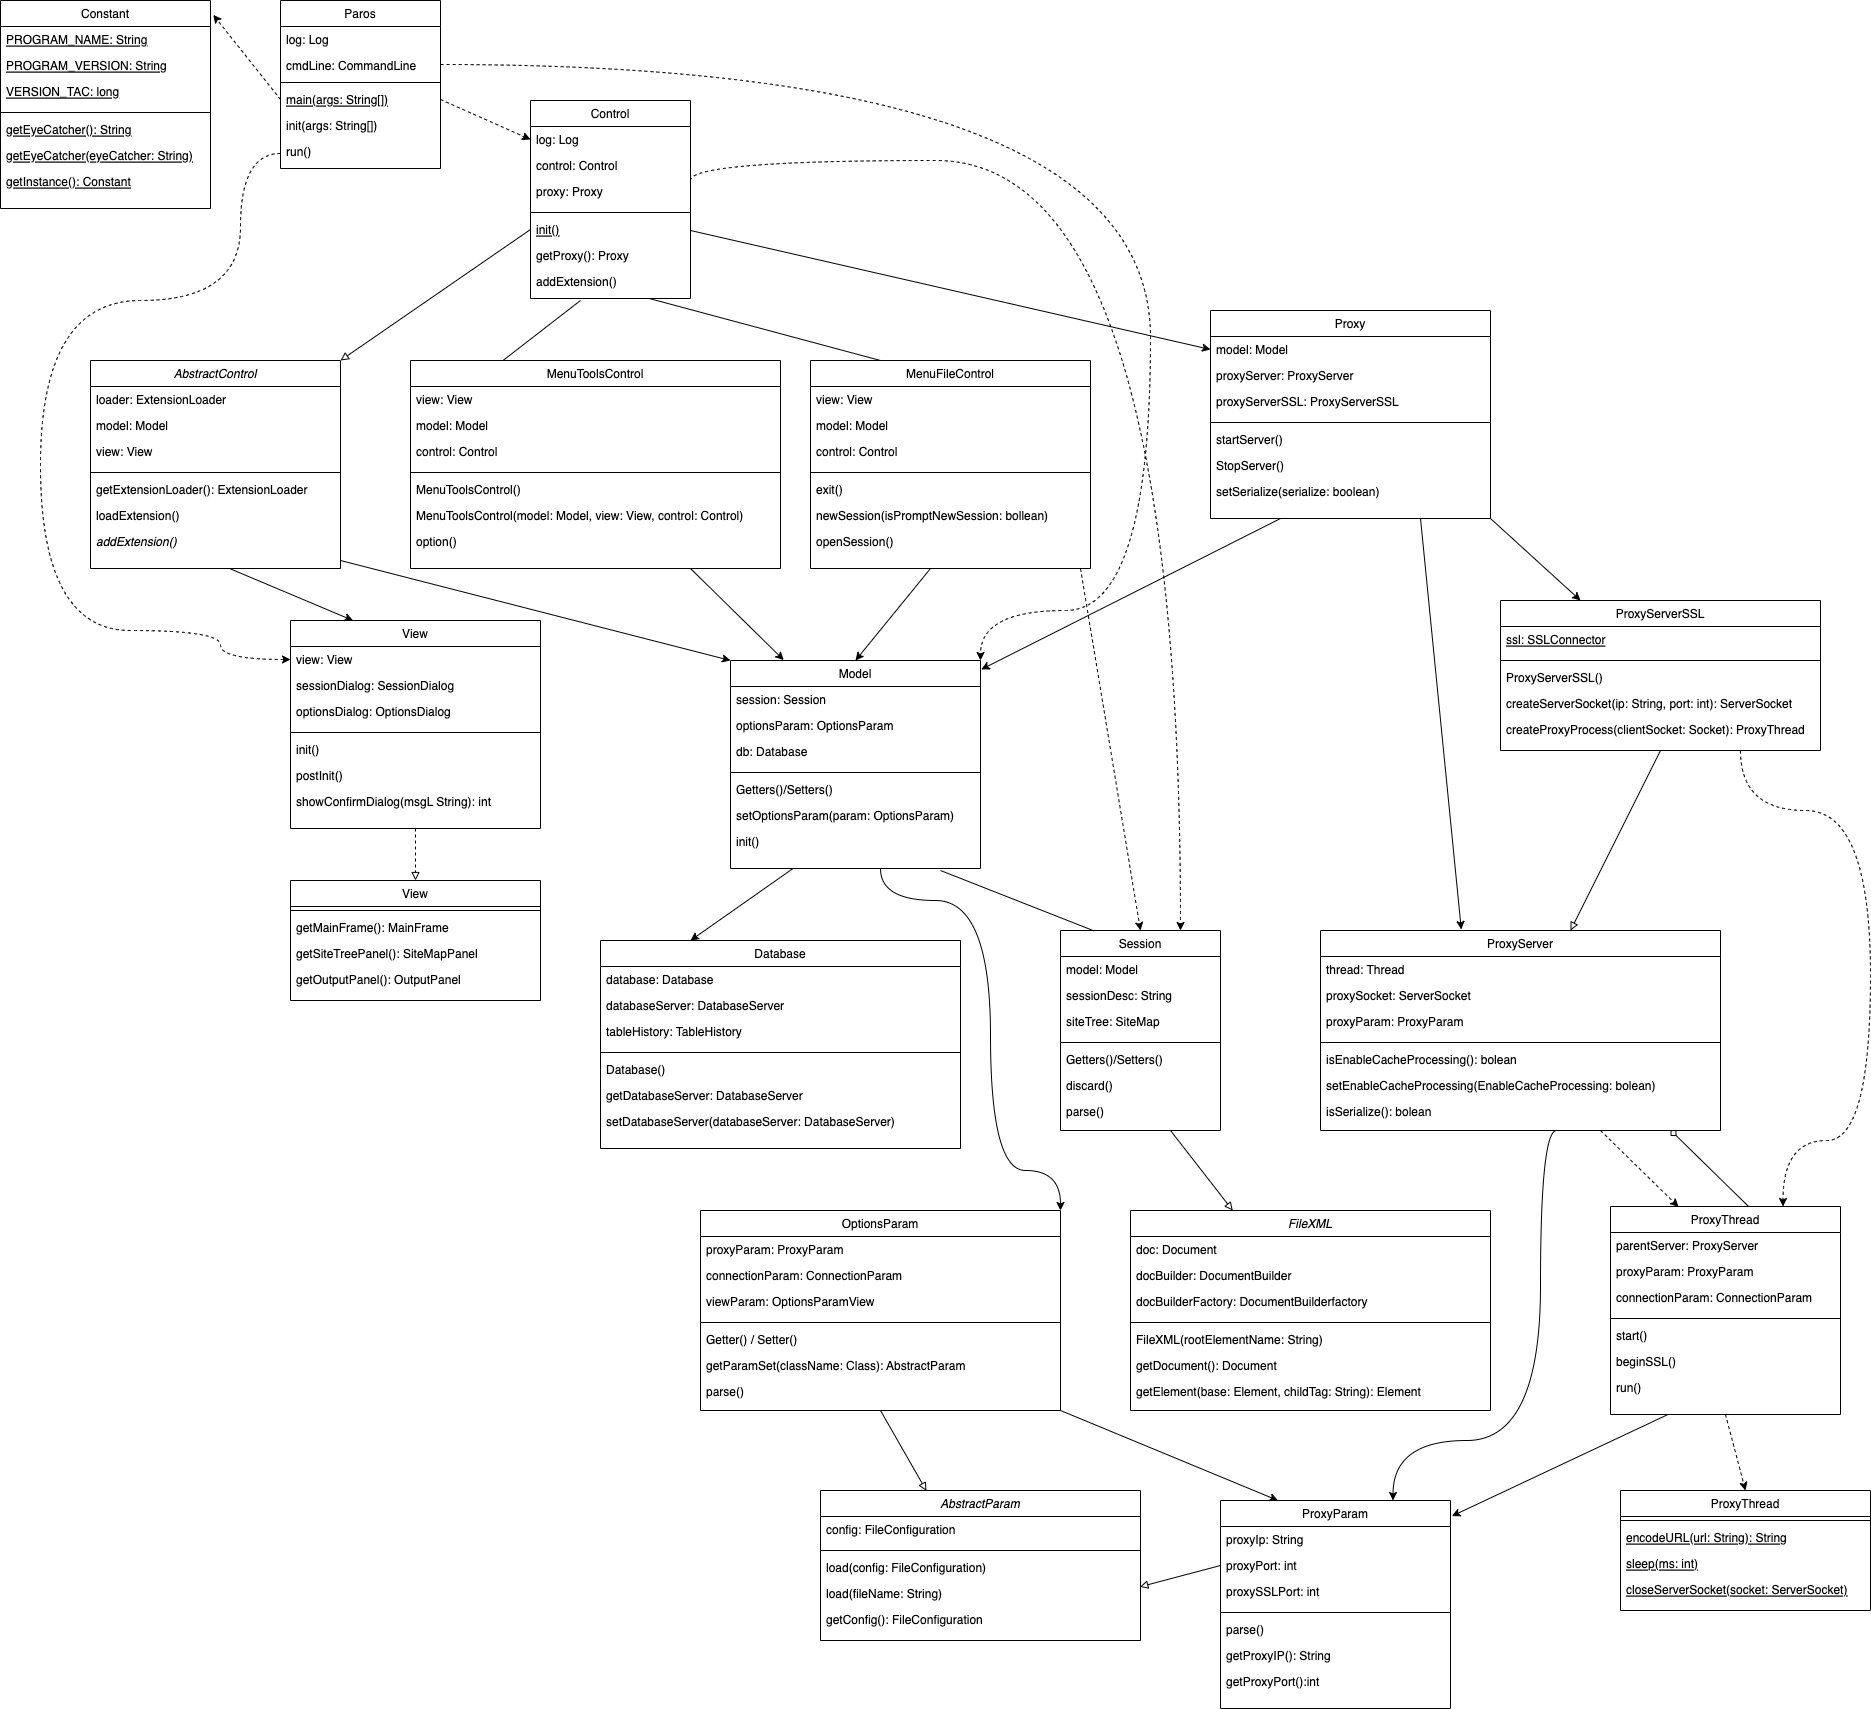 Constant
PROGRAM_NAME: String
PROGRAM_VERSION: String
VERSION_TAC: long
getEyeCatcher(): String
getEyeCatcher(eyeCatcher: String)
getInstance(): Constant
Paros
log: Log
cmdLine: CommandLine
main(args: String[])
init(args: String[])
run()
Control
log: Log
control: Control
proxy: Proxy
init()
getProxy(): Proxy
addExtension()
AbstractControl
loader: ExtensionLoader
model: Model
view: View
getExtensionLoader(): ExtensionLoader
loadExtension()
addExtension()
MenuToolsControl
view: View
model: Model
control: Control
MenuToolsControl()
MenuToolsControl(model: Model, view: View, control: Control)
option()
MenuFileControl
view: View
model: Model
control: Control
exit()
newSession(isPromptNewSession: bollean)
openSession()
Proxy
model: Model
proxyServer: ProxyServer
proxyServerSSL: ProxyServerSSL
startServer()
StopServer()
setSerialize(serialize: boolean)
View
view: View
sessionDialog: SessionDialog
optionsDialog: OptionsDialog
init()
postInit()
showConfirmDialog(msgL String): int
Model
session: Session
optionsParam: OptionsParam
db: Database
Getters()/Setters()
setOptionsParam(param: OptionsParam)
init()
ProxyServerSSL
ssl: SSLConnector
ProxyServerSSL()
createServerSocket(ip: String, port: int): ServerSocket
createProxyProcess(clientSocket: Socket): ProxyThread
View
getMainFrame(): MainFrame
getSiteTreePanel(): SiteMapPanel
getOutputPanel(): OutputPanel
Database
database: Database
databaseServer: DatabaseServer
tableHistory: TableHistory
Database()
getDatabaseServer: DatabaseServer
setDatabaseServer(databaseServer: DatabaseServer)
Session
model: Model
sessionDesc: String
siteTree: SiteMap
Getters()/Setters()
discard()
parse()
ProxyServer
thread: Thread
proxySocket: ServerSocket
proxyParam: ProxyParam
isEnableCacheProcessing(): bolean
setEnableCacheProcessing(EnableCacheProcessing: bolean)
isSerialize(): bolean
OptionsParam
proxyParam: ProxyParam
connectionParam: ConnectionParam
viewParam: OptionsParamView
Getter() / Setter()
getParamSet(className: Class): AbstractParam
parse()
FileXML
doc: Document
docBuilder: DocumentBuilder
docBuilderFactory: DocumentBuilderfactory
FileXML(rootElementName: String)
getDocument(): Document
getElement(base: Element, childTag: String): Element
ProxyThread
parentServer: ProxyServer
proxyParam: ProxyParam
connectionParam: ConnectionParam
start()
beginSSL()
run()
AbstractParam
config: FileConfiguration
load(config: FileConfiguration)
load(fileName: String)
getConfig(): FileConfiguration
ProxyParam
proxyIp: String
proxyPort: int
proxySSLPort: int
parse()
getProxyIP(): String
getProxyPort():int
ProxyThread
encodeURL(url: String): String
sleep(ms: int)
closeServerSocket(socket: ServerSocket)